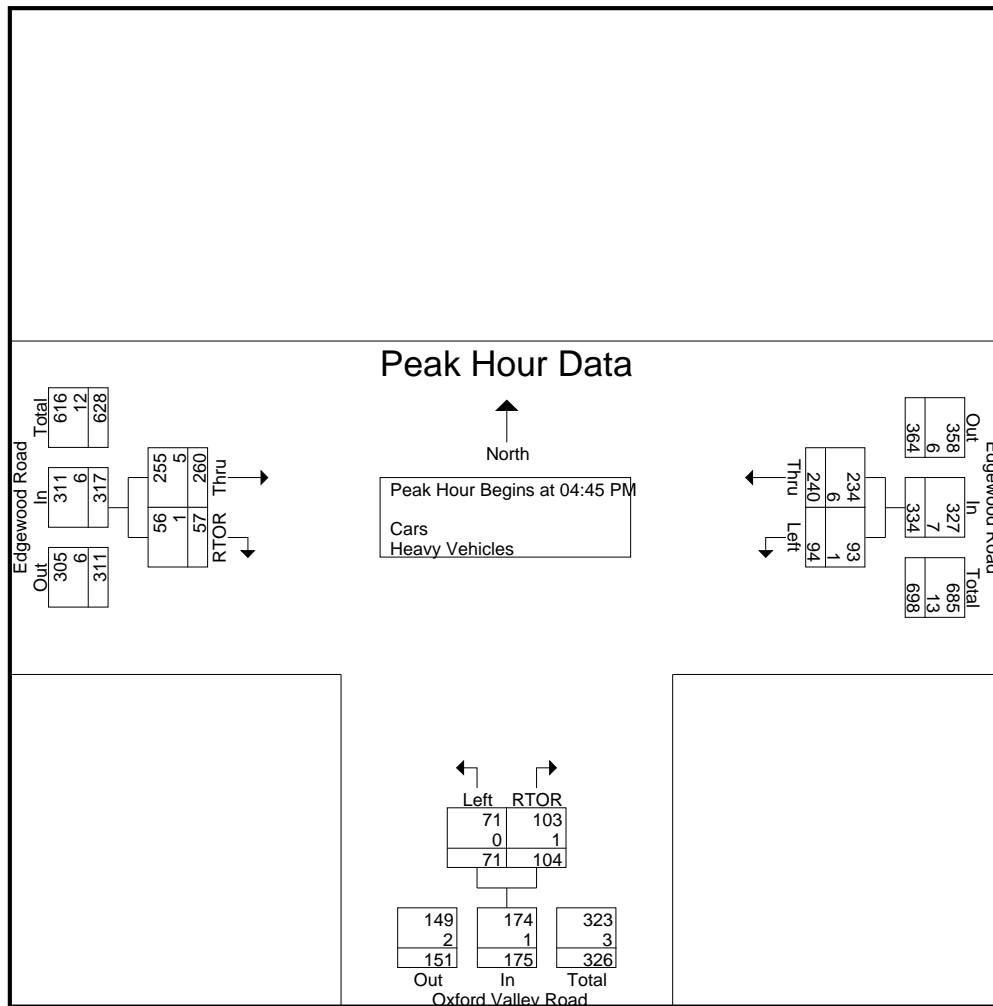 Peak Hour Data
North
Peak Hour Begins at 04:45 PM
Cars
Heavy Vehicles
Edgewood Road
Total
616
12
628
In
311
6
317
Out
305
6
311
255
5
260
Thru
56
1
57
RTOR
Edgewood Road
Out
358
6
364
In
327
7
334
Total
685
13
698
Thru
234
6
240
Left
93
1
94
Left RTOR
71 103
0 1
71 104
149 174 323
2 1 3
151 175 326
Out In Total
Oxford Valley Road